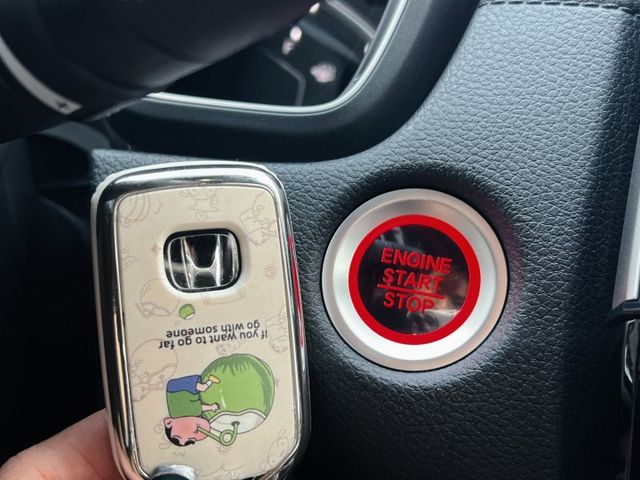 ENGINE
START
STOP
If you want to go far
go with someone